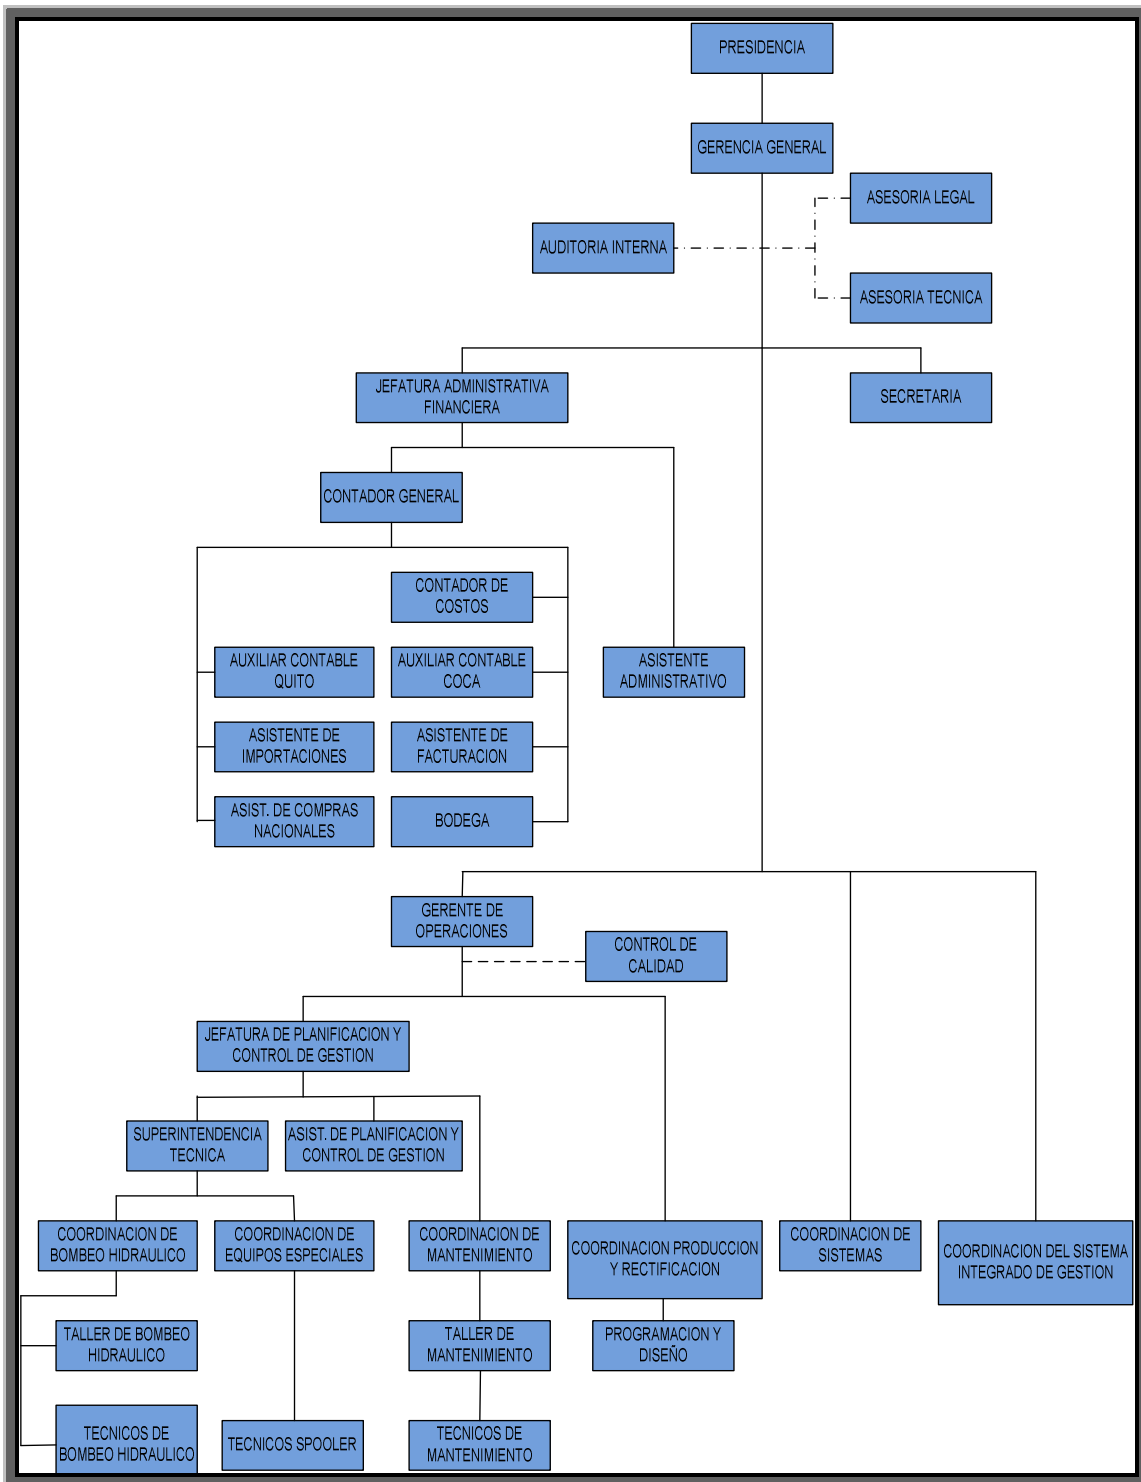 PRESIDENCIA
GERENCIA GENERAL
ASESORIA LEGAL
AUDITORIA INTERNA
ASESORIA TECNICA
JEFATURA ADMINISTRATIVA
FINANCIERA
SECRETARIA
CONTADOR GENERAL
CONTADOR DE
COSTOS
AUXILIAR CONTABLE
QUITO
AUXILIAR CONTABLE
COCA
ASISTENTE
ADMINISTRATIVO
ASISTENTE DE
IMPORTACIONES
ASISTENTE DE
FACTURACION
ASIST. DE COMPRAS
NACIONALES
BODEGA
GERENTE DE
OPERACIONES
CONTROL DE
CALIDAD
JEFATURA DE PLANIFICACION Y
CONTROL DE GESTION
SUPERINTENDENCIA
TECNICA
ASIST. DE PLANIFICACION Y
CONTROL DE GESTION
COORDINACION DE
BOMBEO HIDRAULICO
COORDINACION DE
EQUIPOS ESPECIALES
COORDINACION DE
MANTENIMIENTO
COORDINACION PRODUCCION
Y RECTIFICACION
COORDINACION DE
SISTEMAS
COORDINACION DEL SISTEMA
INTEGRADO DE GESTION
TALLER DE BOMBEO
HIDRAULICO
TALLER DE
MANTENIMIENTO
PROGRAMACION Y
DISEÑO
TECNICOS DE
BOMBEO HIDRAULICO
TECNICOS SPOOLER
TECNICOS DE
MANTENIMIENTO